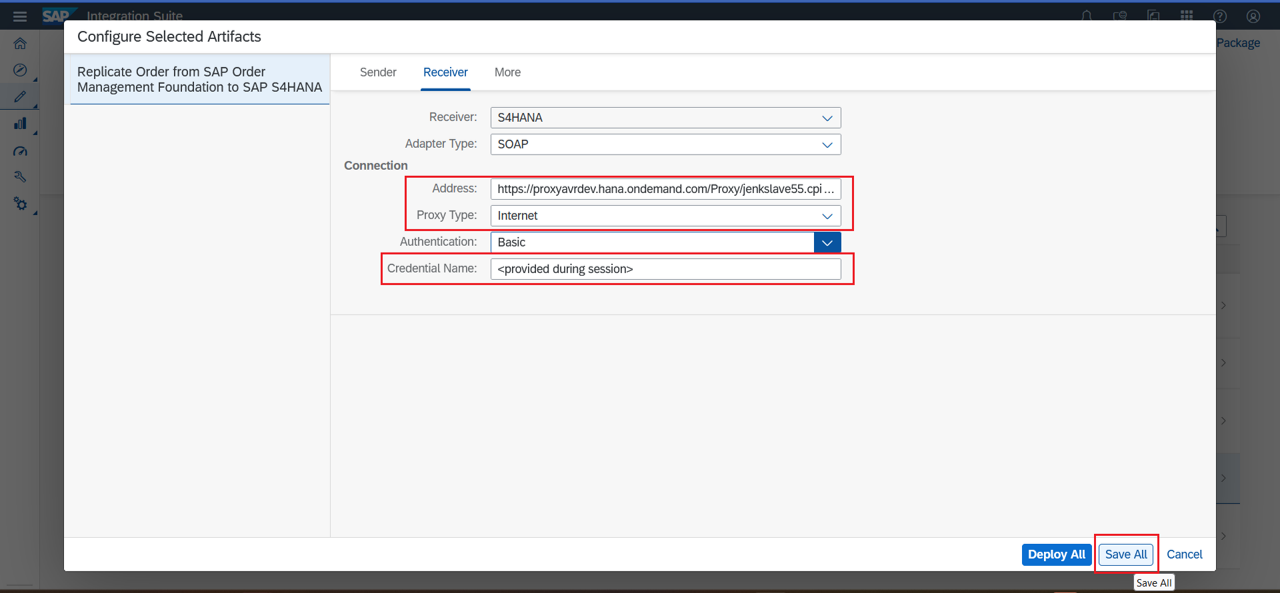 SAP Integration Suite
Package
Configure Selected Artifacts
Replicate Order from SAP Order
Management Foundation to SAP S4HANA
Sender Receiver More
Receiver: S4HANA
Adapter Type: SOAP
Connection
Address: https://proxyavrdev.hana.ondemand.com/Proxy/jenkslave55.cpi ...
Proxy Type: Internet
Authentication: Basic
Credential Name: <provided during session>
Deploy All Save All Cancel
Save All